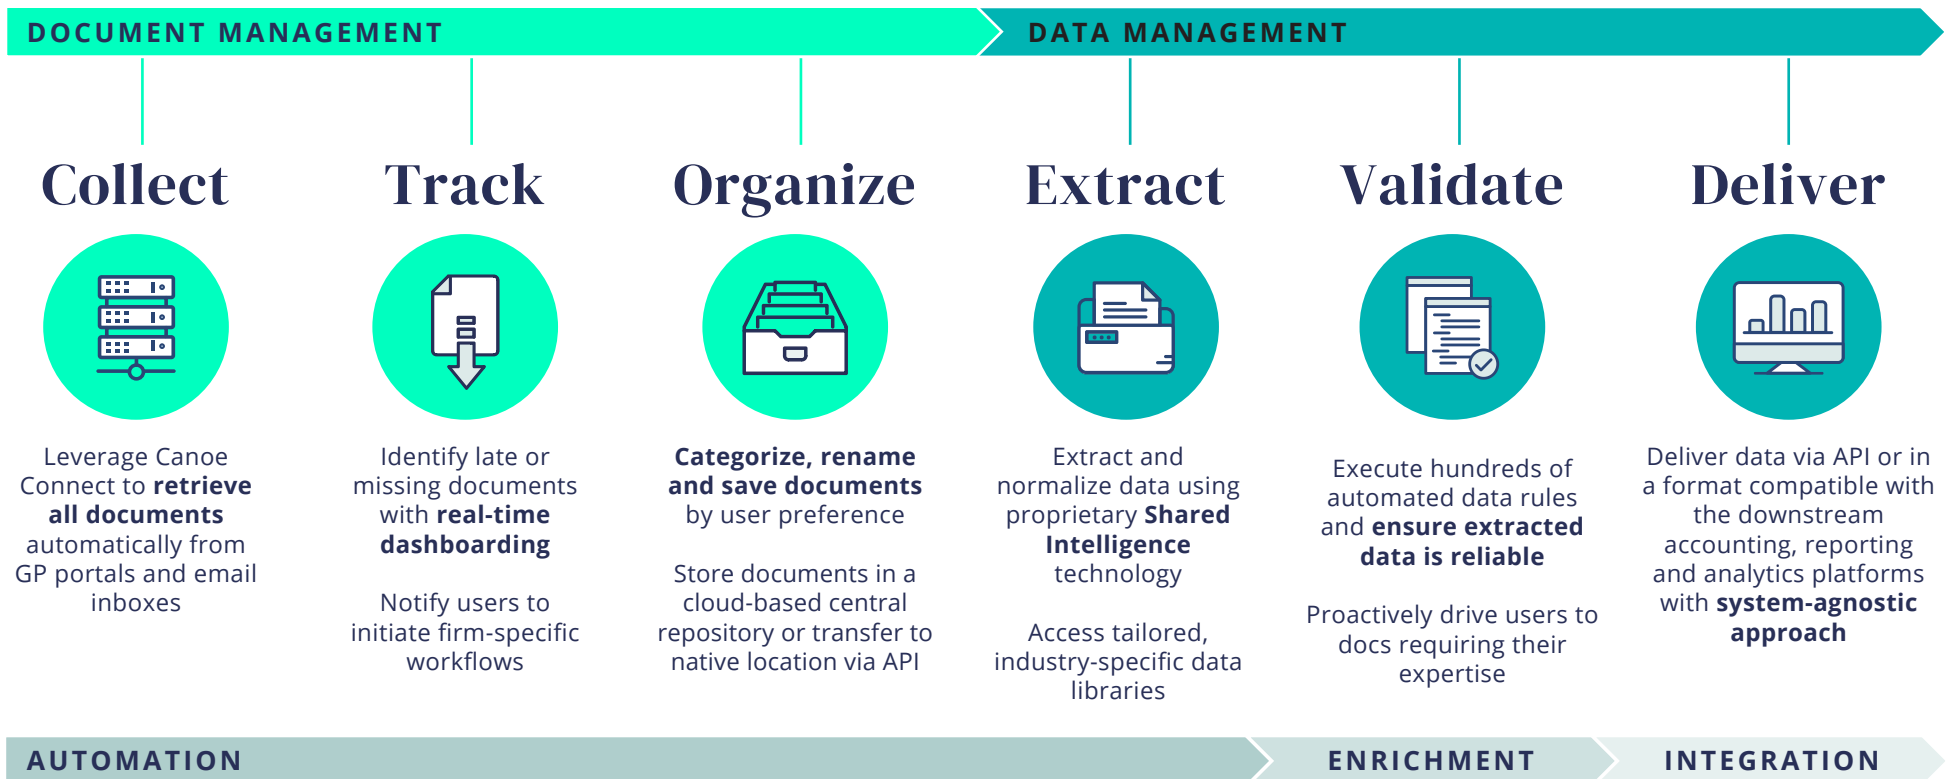 DOCUMENT MANAGEMENT
DATA MANAGEMENT
Collect
Leverage Canoe
Connect to retrieve
all documents
automatically from
GP portals and email
inboxes
Track
Identify late or
missing documents
with real-time
dashboarding
Notify users to
initiate firm-specific
workflows
Organize
Categorize, rename
and save documents
by user preference
Store documents in a
cloud-based central
repository or transfer to
native location via API
Extract
Extract and
normalize data using
proprietary Shared
Intelligence
technology
Access tailored,
industry-specific data
libraries
Validate
Execute hundreds of
automated data rules
and ensure extracted
data is reliable
Proactively drive users to
docs requiring their
expertise
Deliver
Deliver data via API or in
a format compatible with
the downstream
accounting, reporting
and analytics platforms
with system-agnostic
approach
AUTOMATION
ENRICHMENT
INTEGRATION